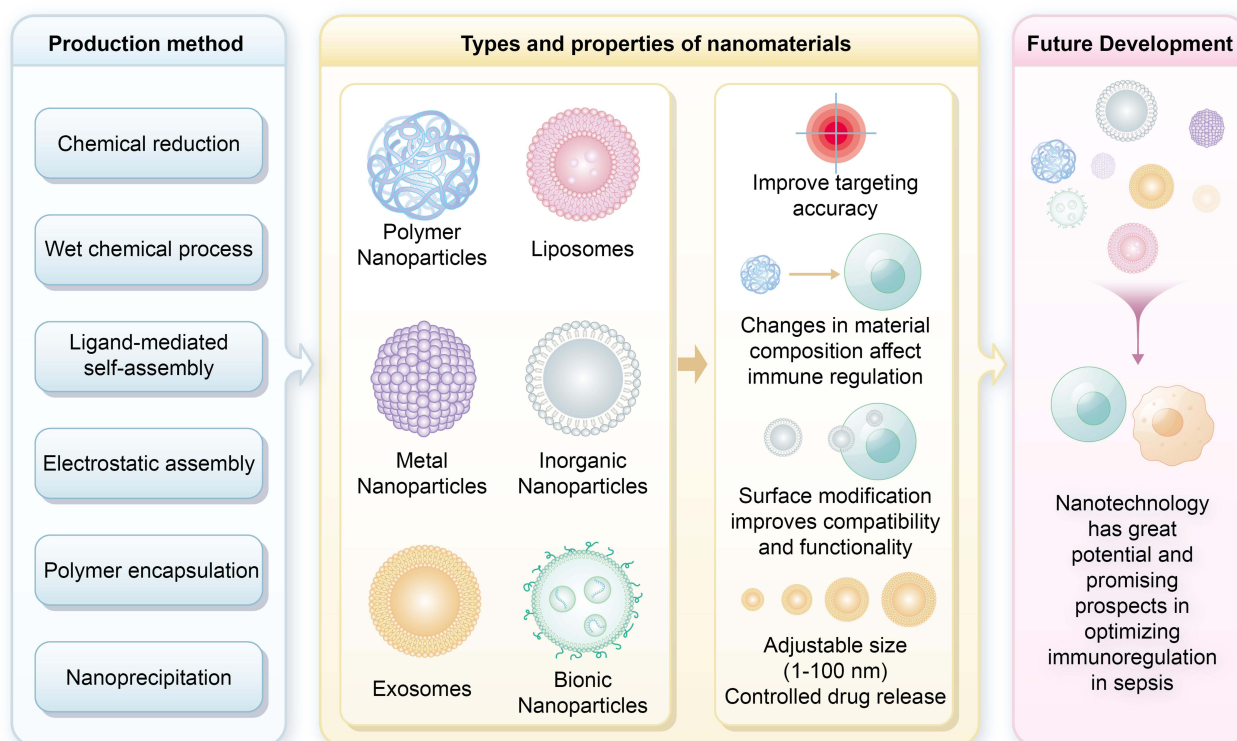 Production method
Chemical reduction
Wet chemical process
Ligand-mediated
self-assembly
Electrostatic assembly
Polymer encapsulation
Nanoprecipitation
Types and properties of nanomaterials
Polymer
Nanoparticles
Liposomes
Metal
Nanoparticles
Inorganic
Nanoparticles
Exosomes
Bionic
Nanoparticles
Improve targeting
accuracy
Changes in material
composition affect
immune regulation
Surface modification
improves compatibility
and functionality
Adjustable size
(1-100 nm)
Controlled drug release
Future Development
Nanotechnology
has great
potential and
promising
prospects in
optimizing
immunoregulation
in sepsis